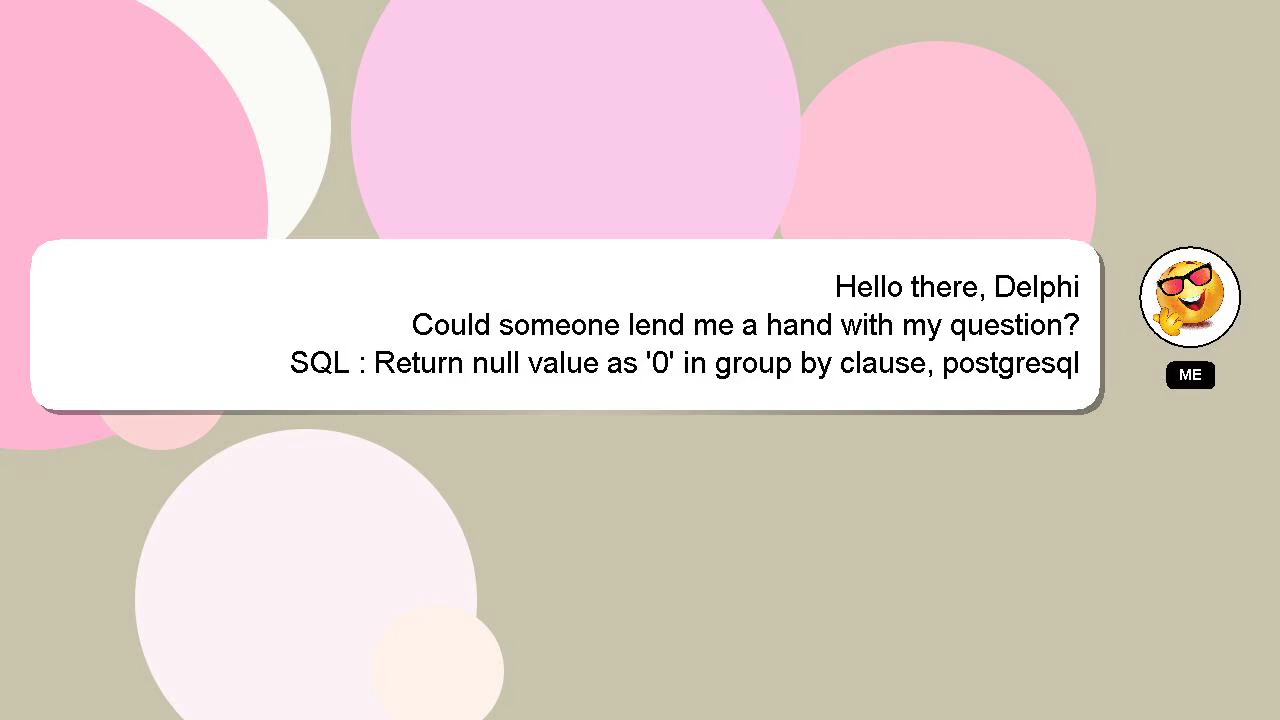 Hello there, Delphi
Could someone lend me a hand with my question?
SQL : Return null value as '0' in group by clause, postgresql
ME